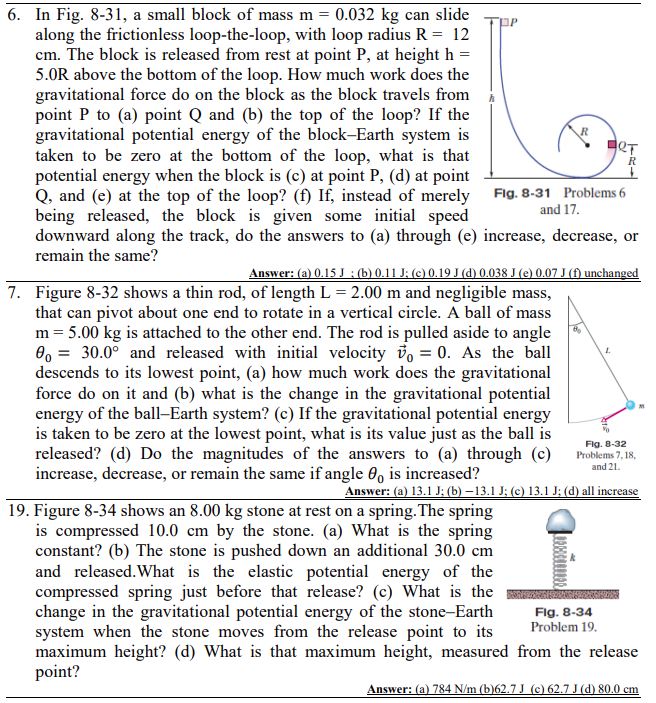 6. In Fig. 8-31, a small block of mass m = 0.032 kg can slide
along the frictionless loop-the-loop, with loop radius R = 12
cm. The block is released from rest at point P, at height h =
5.0R above the bottom of the loop. How much work does the
gravitational force do on the block as the block travels from
point P to (a) point Q and (b) the top of the loop? If the
gravitational potential energy of the block–Earth system is
taken to be zero at the bottom of the loop, what is that
potential energy when the block is (c) at point P, (d) at point
Q, and (e) at the top of the loop? (f) If, instead of merely
being released, the block is given some initial speed
downward along the track, do the answers to (a) through (e) increase, decrease, or
remain the same?
P
h
R
Q
R
Fig. 8-31 Problems 6
and 17.
Answer: (a) 0.15 J ; (b) 0.11 J; (c) 0.19 J (d) 0.038 J (e) 0.07 J (f) unchanged
7. Figure 8-32 shows a thin rod, of length L = 2.00 m and negligible mass,
that can pivot about one end to rotate in a vertical circle. A ball of mass
m = 5.00 kg is attached to the other end. The rod is pulled aside to angle
θ₀ = 30.0° and released with initial velocity v⃗₀ = 0. As the ball
descends to its lowest point, (a) how much work does the gravitational
force do on it and (b) what is the change in the gravitational potential
energy of the ball–Earth system? (c) If the gravitational potential energy
is taken to be zero at the lowest point, what is its value just as the ball is
released? (d) Do the magnitudes of the answers to (a) through (c)
increase, decrease, or remain the same if angle θ₀ is increased?
θ₀
L
m
v⃗₀
Fig. 8-32
Problems 7, 18,
and 21.
Answer: (a) 13.1 J; (b) –13.1 J; (c) 13.1 J; (d) all increase
19. Figure 8-34 shows an 8.00 kg stone at rest on a spring.The spring
is compressed 10.0 cm by the stone. (a) What is the spring
constant? (b) The stone is pushed down an additional 30.0 cm
and released.What is the elastic potential energy of the
compressed spring just before that release? (c) What is the
change in the gravitational potential energy of the stone–Earth
system when the stone moves from the release point to its
maximum height? (d) What is that maximum height, measured from the release
point?
k
Fig. 8-34
Problem 19.
Answer: (a) 784 N/m (b)62.7 J (c) 62.7 J (d) 80.0 cm